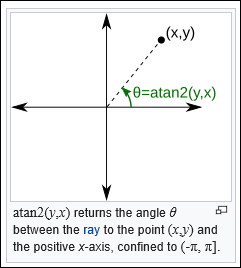 (x,y)
θ=atan2(y,x)
atan2(y,x) returns the angle θ
between the ray to the point (x,y) and
the positive x-axis, confined to (-π, π].